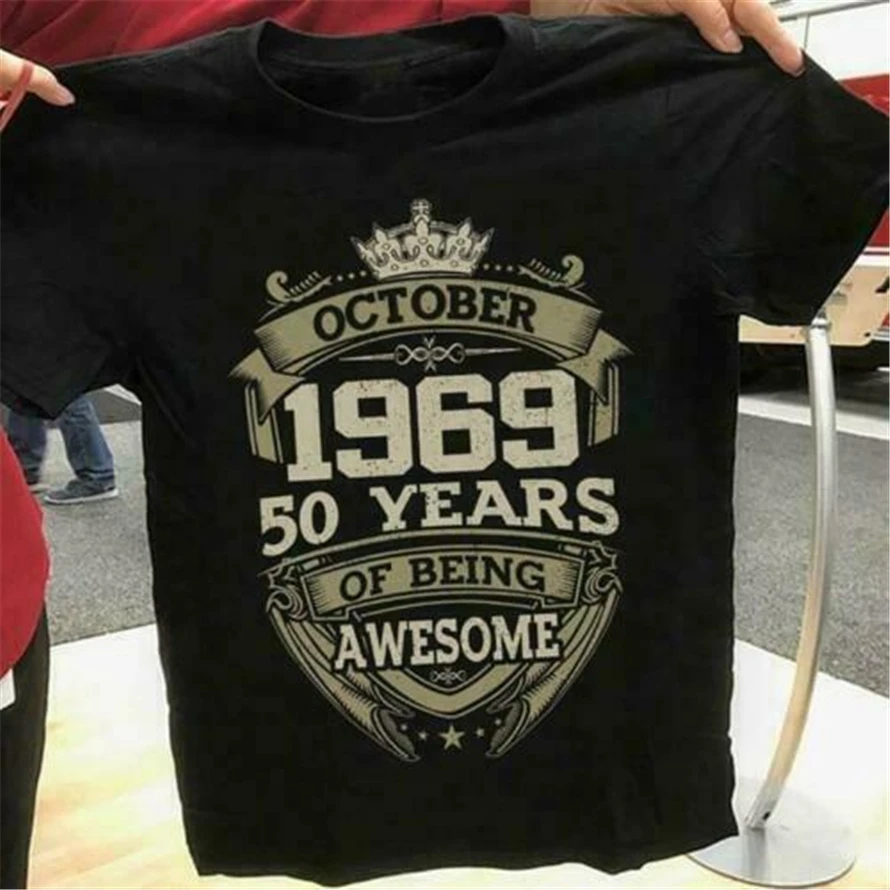 OCTOBER
1969
50 YEARS
OF BEING
AWESOME